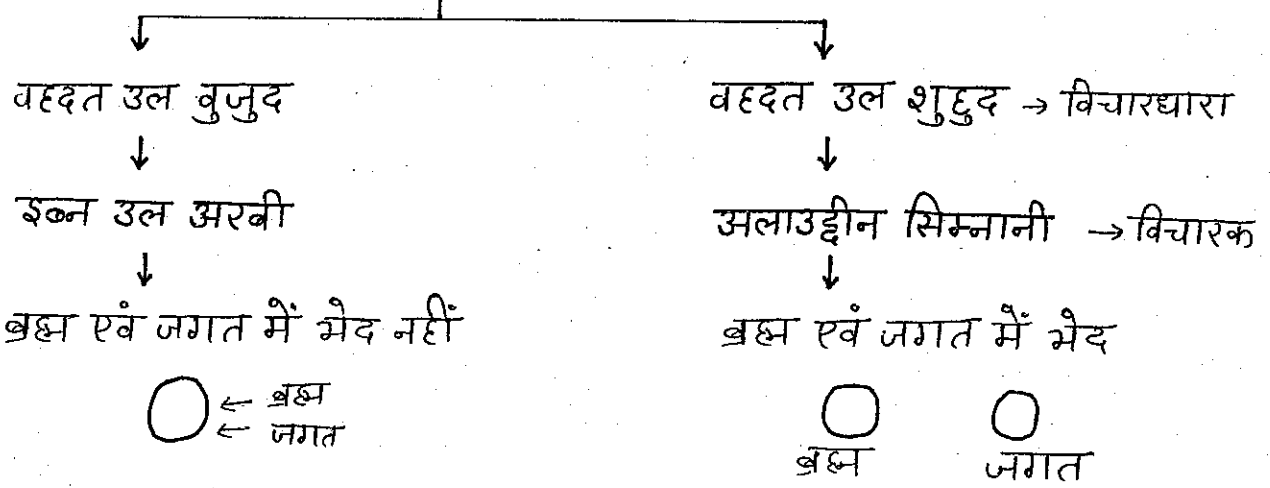 वहदत उल वुजुद
वहदत उल शुहुद → विचारधारा
इब्न उल अरबी
अलाउद्दीन सिम्नानी → विचारक
ब्रह्म एवं जगत में भेद नहीं
ब्रह्म एवं जगत में भेद
← ब्रह्म
← जगत
ब्रह्म जगत